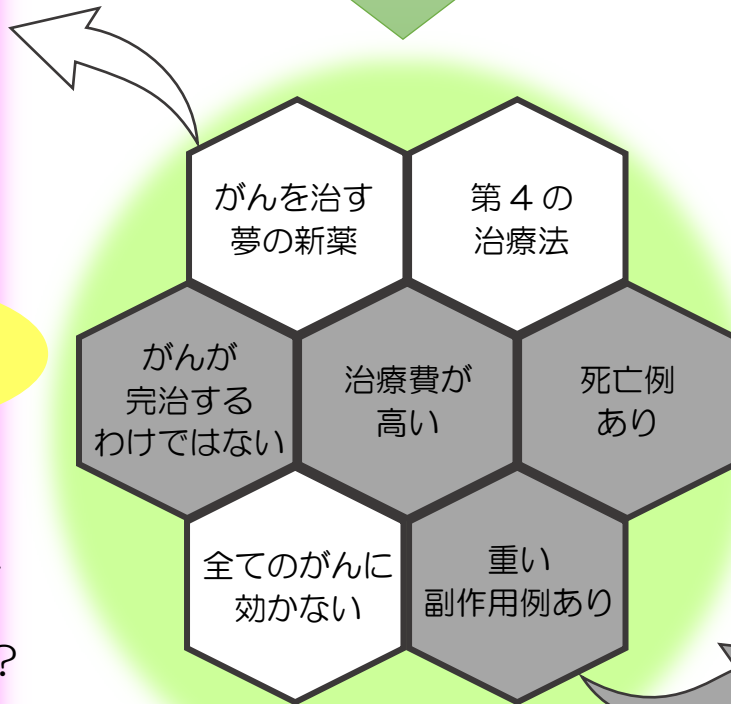 がんを治す
夢の新薬
第４の
治療法
がんが
完治する
わけではない
治療費が
高い
死亡例
あり
全てのがんに
効かない
重い
副作用例あり
?